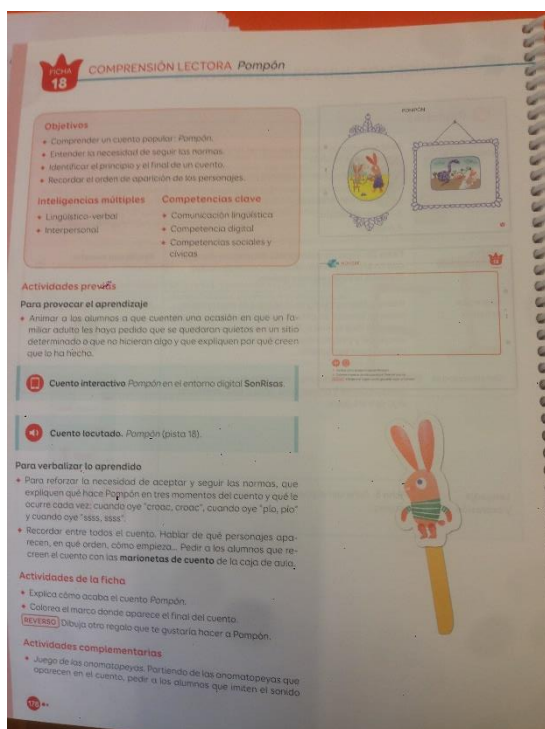 FICHA
18
COMPRENSIÓN LECTORA Pompón
Objetivos
Comprender un cuento popular: Pompón.
Entender la necesidad de seguir las normas.
Identificar el principio y el final de un cuento.
Recordar el orden de aparición de los personajes.
Inteligencias múltiples
Lingüístico-verbal
Interpersonal
Competencias clave
Comunicación lingüística
Competencia digital
Competencias sociales y
cívicas
Actividades previas
Para provocar el aprendizaje
Animar a los alumnos a que cuenten una ocasión en que un fa-
miliar adulto les haya pedido que se quedaran quietos en un sitio
determinado o que no hicieran algo y que expliquen por qué creen
que lo ha hecho.
Cuento interactivo Pompón en el entorno digital SonRisas.
Cuento locutado. Pompón (pista 18).
Para verbalizar lo aprendido
Para reforzar la necesidad de aceptar y seguir las normas, que
expliquen qué hace Pompón en tres momentos del cuento y qué le
ocurre cada vez: cuando oye "croac, croac", cuando oye "pío, pío"
y cuando oye "ssss, ssss".
Recordar entre todos el cuento. Hablar de qué personajes apa-
recen, en qué orden, cómo empieza... Pedir a los alumnos que re-
creen el cuento con las marionetas de cuento de la caja de aula.
Actividades de la ficha
Explica cómo acaba el cuento Pompón.
Colorea el marco donde aparece el final del cuento.
REVERSO Dibuja otro regalo que te gustaría hacer a Pompón.
Actividades complementarias
Juego de las onomatopeyas. Partiendo de las onomatopeyas que
aparecen en el cuento, pedir a los alumnos que imiten el sonido
POMPÓN